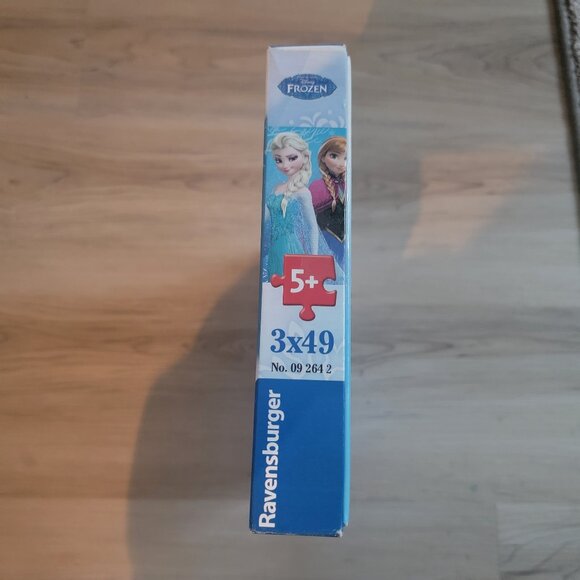 Disney
FROZEN
5+
3x49
No. 09 264 2
Ravensburger